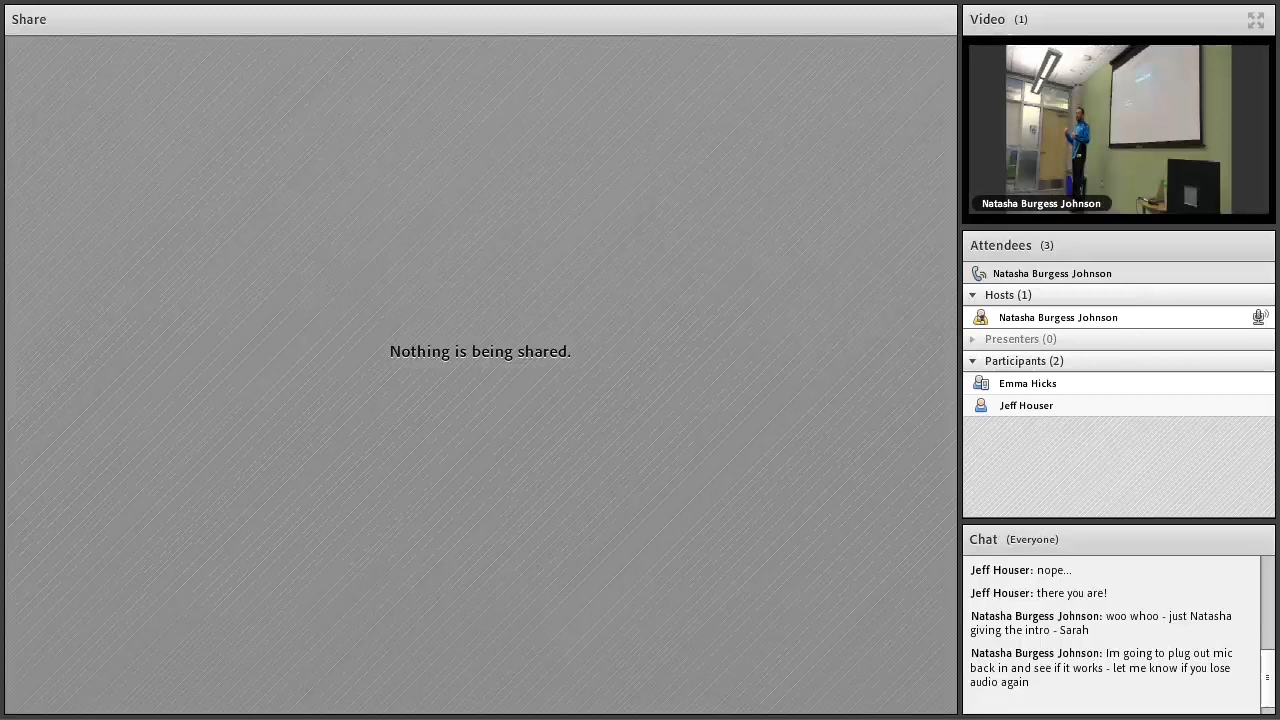 Share
Video (1)
Natasha Burgess Johnson
Attendees (3)
Natasha Burgess Johnson
Hosts (1)
Natasha Burgess Johnson
Presenters (0)
Participants (2)
Emma Hicks
Jeff Houser
Nothing is being shared.
Chat (Everyone)
Jeff Houser: nope...
Jeff Houser: there you are!
Natasha Burgess Johnson: woo whoo - just Natasha
giving the intro - Sarah
Natasha Burgess Johnson: Im going to plug out mic
back in and see if it works - let me know if you lose
audio again